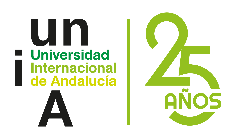 un
i Universidad
Internacional
de Andalucía
A
25
AÑOS